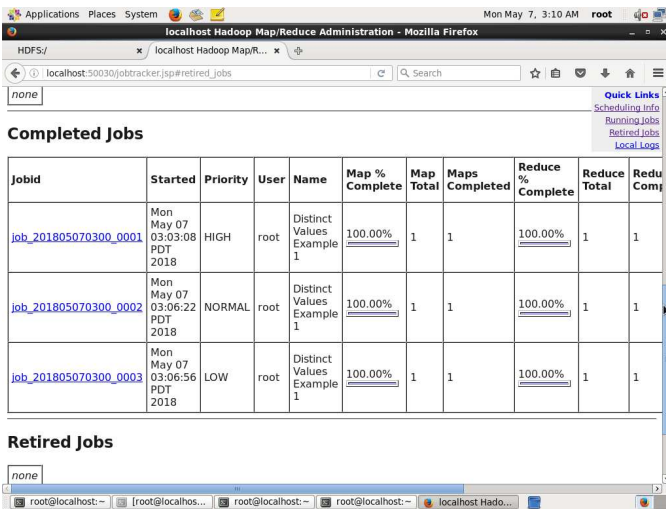 Applications Places System Mon May 7, 3:10 AM root
localhost Hadoop Map/Reduce Administration - Mozilla Firefox
HDFS:/ localhost Hadoop Map/R...
localhost:50030/jobtracker.jsp#retired_jobs Search
none
Quick Links
Scheduling Info
Running Jobs
Retired Jobs
Local Logs
Completed Jobs
Jobid Started Priority User Name Map % Complete Map Total Maps Completed Reduce % Complete Reduce Total Redu Comp
job_201805070300_0001 Mon May 07 03:03:08 PDT 2018 HIGH root Distinct Values Example 1 100.00% 1 1 100.00% 1 1
job_201805070300_0002 Mon May 07 03:06:22 PDT 2018 NORMAL root Distinct Values Example 1 100.00% 1 1 100.00% 1 1
job_201805070300_0003 Mon May 07 03:06:56 PDT 2018 LOW root Distinct Values Example 1 100.00% 1 1 100.00% 1 1
Retired Jobs
none
root@localhost:~ [root@localhos... root@localhost:~ root@localhost:~ localhost Hado...